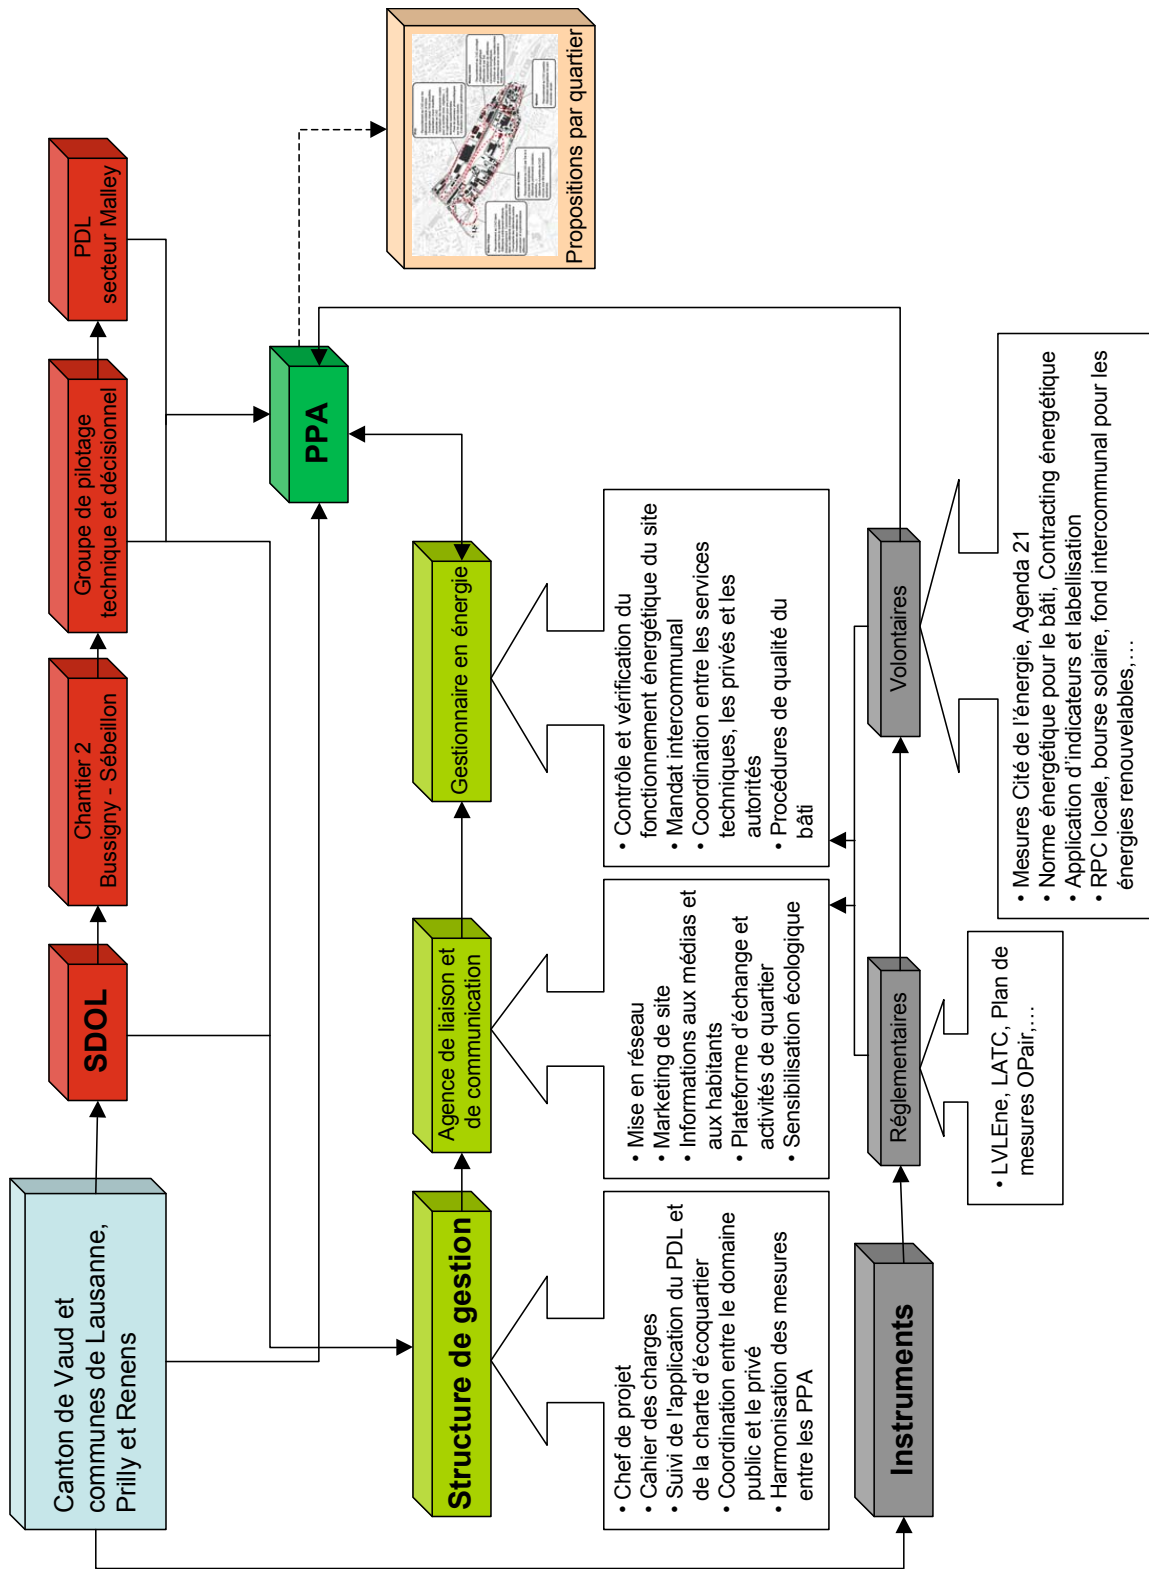 Canton de Vaud et
communes de Lausanne,
Prilly et Renens
SDOL
Chantier 2
Bussigny - Sébeillon
Groupe de pilotage
technique et décisionnel
PDL
secteur Malley
PPA
Propositions par quartier
Structure de gestion
Agence de liaison et
de communication
Gestionnaire en énergie
• Chef de projet
• Cahier des charges
• Suivi de l'application du PDL et
de la charte d'écoquartier
• Coordination entre le domaine
public et le privé
• Harmonisation des mesures
entre les PPA
• Mise en réseau
• Marketing de site
• Informations aux médias et
aux habitants
• Plateforme d'échange et
activités de quartier
• Sensibilisation écologique
• Contrôle et vérification du
fonctionnement énergétique du site
• Mandat intercommunal
• Coordination entre les services
techniques, les privés et les
autorités
• Procédures de qualité du
bâti
Instruments
Réglementaires
Volontaires
• LVLEne, LATC, Plan de
mesures OPair,…
• Mesures Cité de l'énergie, Agenda 21
• Norme énergétique pour le bâti, Contracting énergétique
• Application d'indicateurs et labellisation
• RPC locale, bourse solaire, fond intercommunal pour les
énergies renouvelables,…